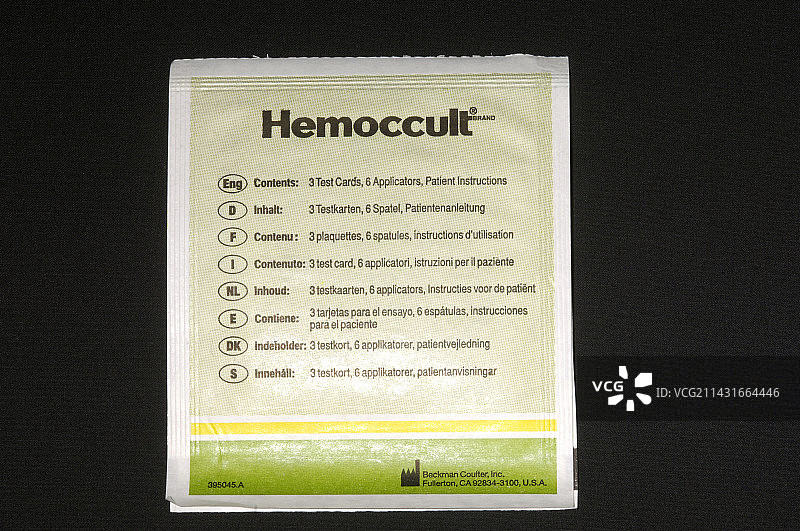 Hemoccult® BRAND
Eng Contents: 3 Test Cards, 6 Applicators, Patient Instructions
D Inhalt: 3 Testkarten, 6 Spatel, Patientenanleitung
F Contenu: 3 plaquettes, 6 spatules, instructions d'utilisation
I Contenuto: 3 test card, 6 applicatori, istruzioni per il paziente
NL Inhoud: 3 testkaarten, 6 applicators, Instructies voor de patiënt
E Contiene: 3 tarjetas para el ensayo, 6 espátulas, instrucciones
para el paciente
DK Indeholder: 3 testkort, 6 applikatorer, patientvejledning
S Innehåll: 3 testkort, 6 applikatorer, patientanvisningar
395045.A
Beckman Coulter, Inc.
Fullerton, CA 92834-3100, U.S.A.
VCG VCG211431664446